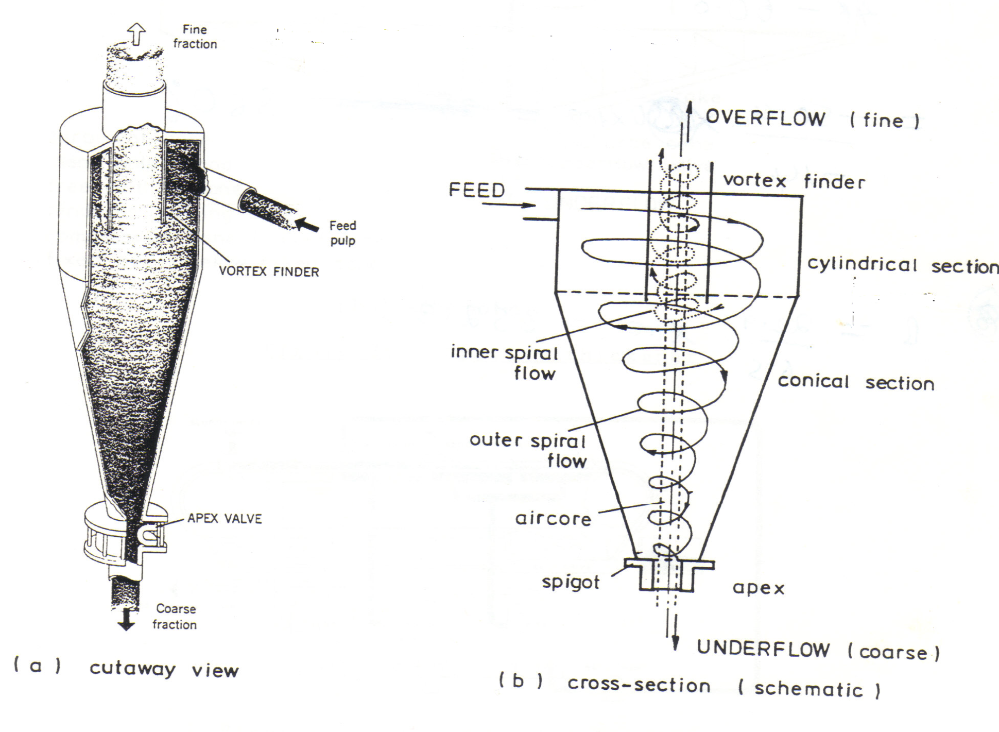 Fine
fraction
Feed
pulp
VORTEX FINDER
APEX VALVE
Coarse
fraction
( a ) cutaway view
OVERFLOW ( fine )
vortex finder
FEED
cylindrical section
inner spiral
flow
conical section
outer spiral
flow
aircore
spigot
apex
UNDERFLOW ( coarse )
( b ) cross-section ( schematic )